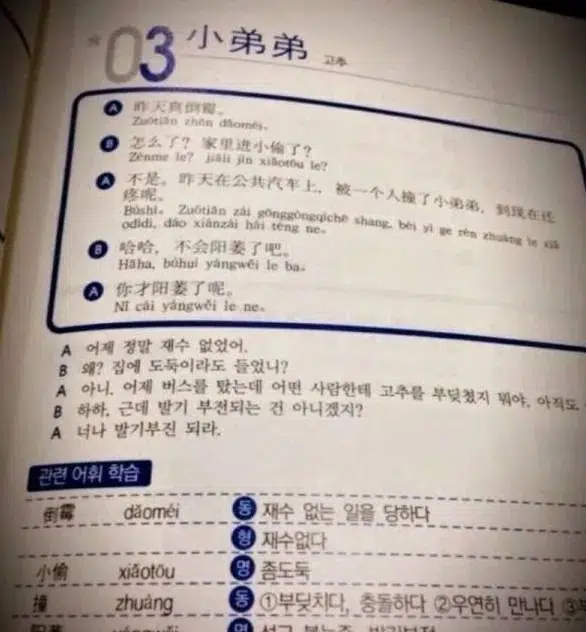 03 小弟弟 고추
A 昨天真倒霉。
Zuótiān zhēn dǎoméi.
B 怎么了？家里进小偷了？
Zěnme le? jiāli jìn xiǎotōu le?
A 不是。昨天在公共汽车上，被一个人撞了小弟弟，到现在还
疼呢。
Búshì. Zuótiān zài gōnggòngqìchē shang, bèi yí ge rén zhuàng le xiǎ
odìdi, dào xiànzài hái téng ne.
B 哈哈，不会阳萎了吧。
Hāha, búhuì yángwěi le ba.
A 你才阳萎了呢。
Nǐ cái yángwěi le ne.
A 어제 정말 재수 없었어.
B 왜? 집에 도둑이라도 들었니?
A 아니. 어제 버스를 탔는데 어떤 사람한테 고추를 부딪쳤지 뭐야. 아직도
B 하하, 근데 발기 부전되는 건 아니겠지?
A 너나 발기부진 되라.
관련 어휘 학습
倒霉 dǎoméi 동 재수 없는 일을 당하다
형 재수없다
小偷 xiǎotōu 명 좀도둑
撞 zhuàng 동 ①부딪치다, 충돌하다 ②우연히 만나다 ③